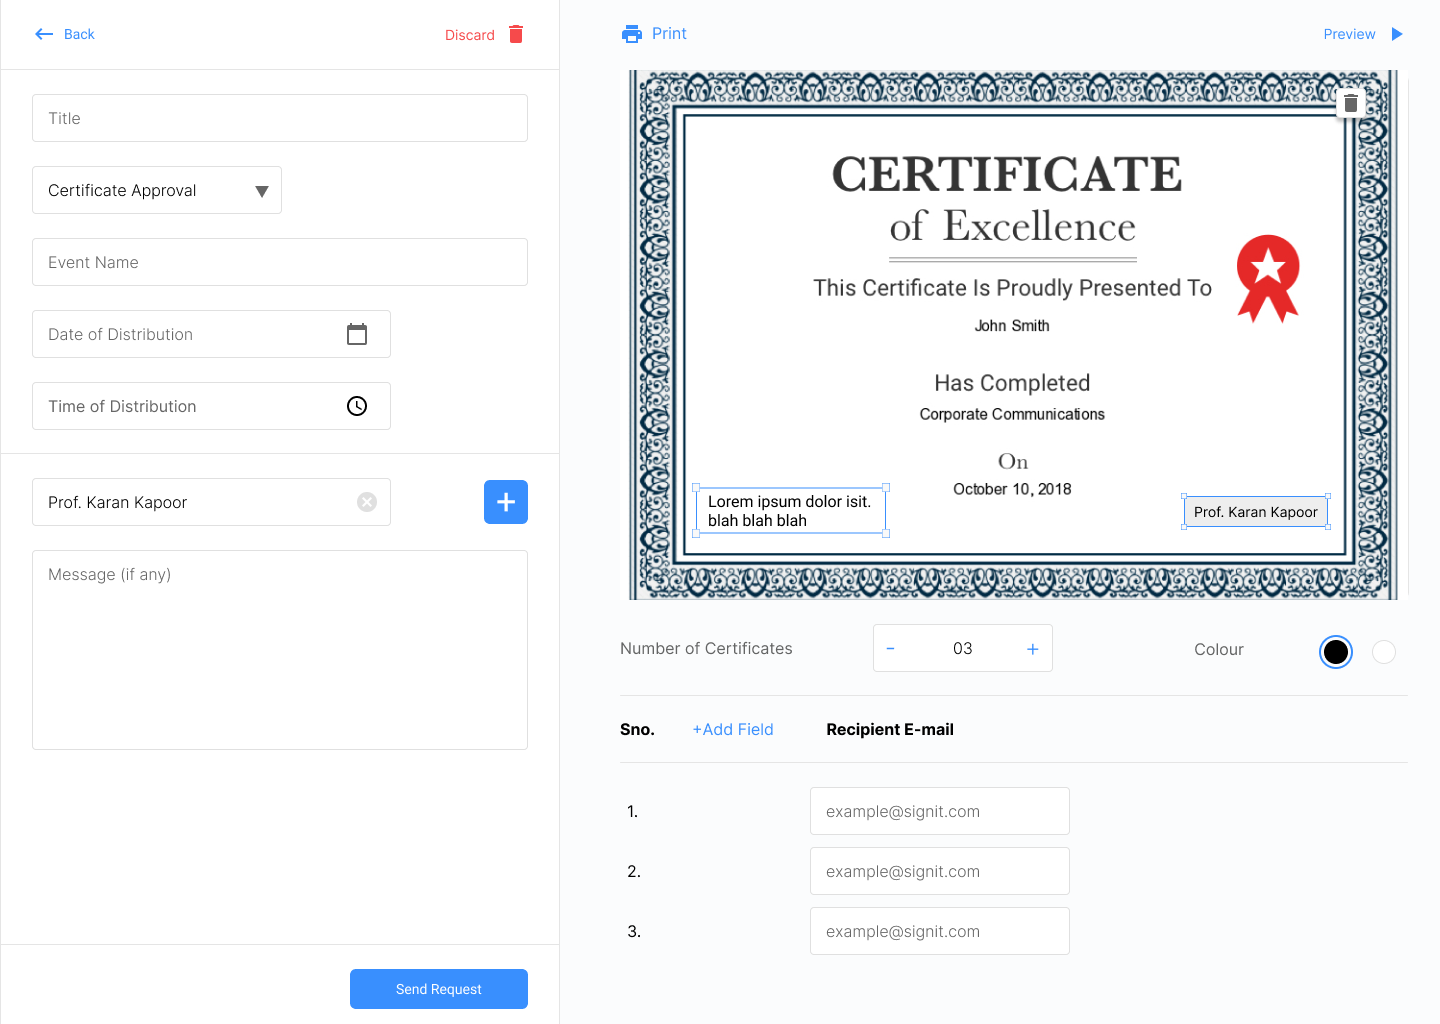 Back
Discard
Title
Certificate Approval
Event Name
Date of Distribution
Time of Distribution
Prof. Karan Kapoor
+
Message (if any)
Send Request
Print
Preview
CERTIFICATE
of Excellence
This Certificate Is Proudly Presented To
John Smith
Has Completed
Corporate Communications
On
October 10, 2018
Lorem ipsum dolor isit.
blah blah blah
Prof. Karan Kapoor
Number of Certificates
- 03 +
Colour
Sno. +Add Field Recipient E-mail
1. example@signit.com
2. example@signit.com
3. example@signit.com